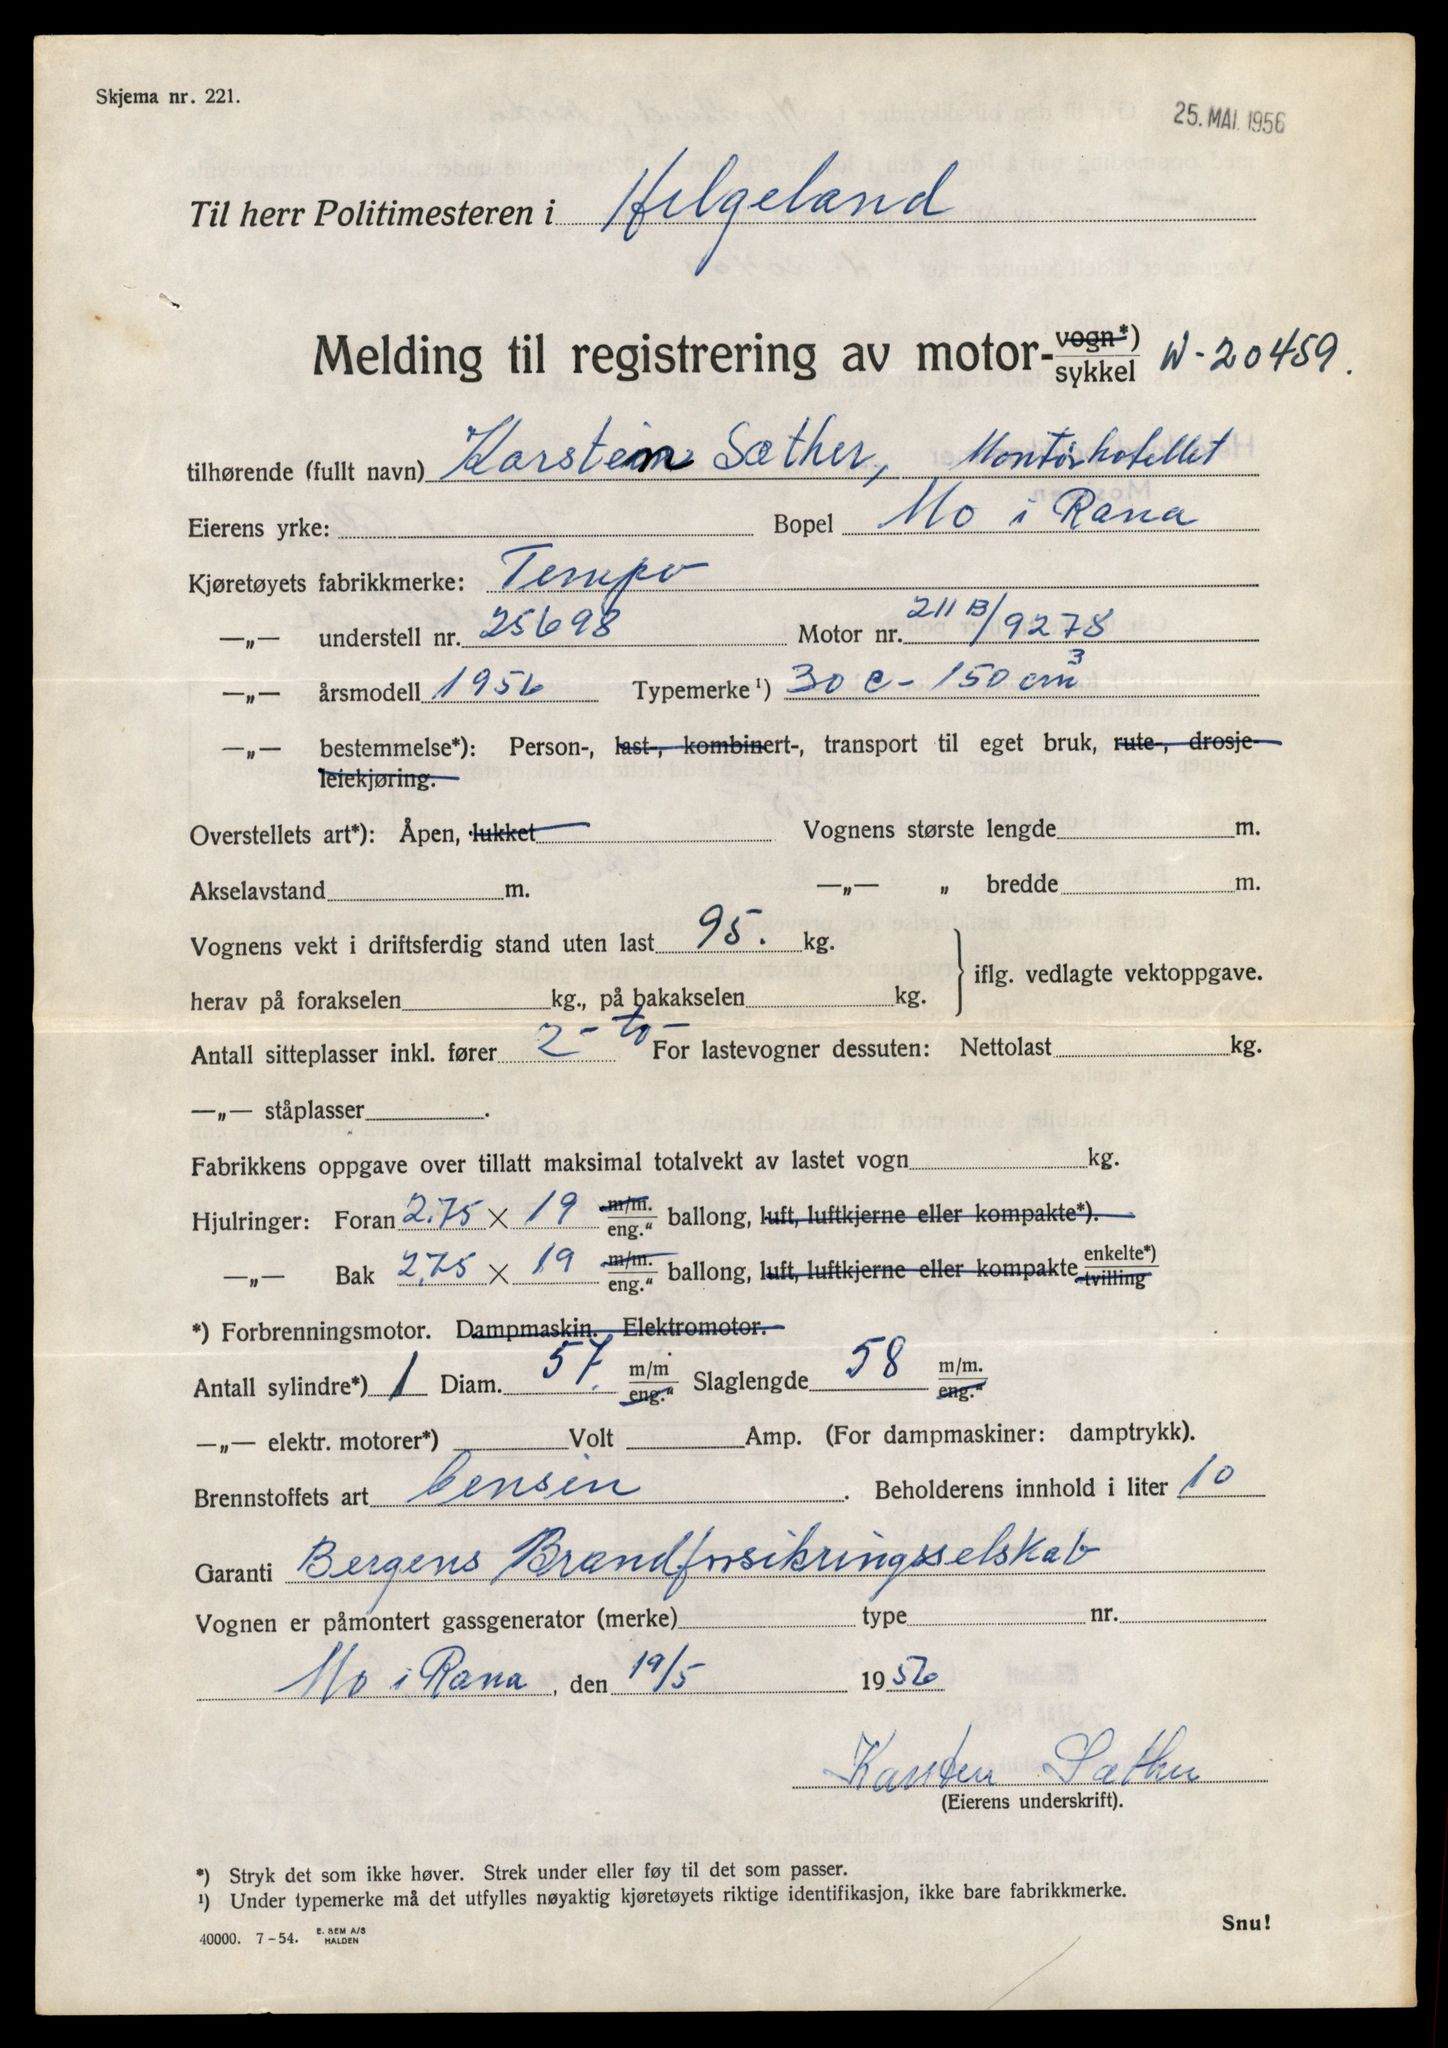 Skjema nr. 221.
25. MAI. 1956
Til herr Politimesteren i Helgeland
Melding til registrering av motor-vogn*) sykkel W-20459.
tilhørende (fullt navn) Karsten Sæther, Montørhotellet
Eierens yrke: Bopel Mo i Rana
Kjøretøyets fabrikkmerke: Tempo
—„— understell nr. 25698 Motor nr. 211 B/9278
—„— årsmodell 1956 Typemerke¹) 30 C - 150 cm³
—„— bestemmelse*): Person-, last-, kombinert-, transport til eget bruk, rute-, drosje-
leiekjøring.
Overstellets art*): Åpen, lukket Vognens største lengde m.
Akselavstand m. —„— „ bredde m.
Vognens vekt i driftsferdig stand uten last 95. kg.
iflg. vedlagte vektoppgave.
herav på forakselen kg., på bakakselen kg.
Antall sitteplasser inkl. fører 2 - to - For lastevogner dessuten: Nettolast kg.
—„— ståplasser .
Fabrikkens oppgave over tillatt maksimal totalvekt av lastet vogn kg.
Hjulringer: Foran 2.75 × 19 m/m. eng." ballong, luft, luftkjerne eller kompakte*).
—„— Bak 2.75 × 19 m/m. eng." ballong, luft, luftkjerne eller kompakte enkelte*) tvilling
*) Forbrenningsmotor. Dampmaskin. Elektromotor.
Antall sylindre*) 1 Diam. 57. m/m eng." Slaglengde 58 m/m. eng."
—„— elektr. motorer*) Volt Amp. (For dampmaskiner: damptrykk).
Brennstoffets art bensin . Beholderens innhold i liter 10
Garanti Bergens Brandforsikringsselskab
Vognen er påmontert gassgenerator (merke) type nr.
Mo i Rana, den 19/5 1956
Karsten Sæther
(Eierens underskrift).
*) Stryk det som ikke høver. Strek under eller føy til det som passer.
¹) Under typemerke må det utfylles nøyaktig kjøretøyets riktige identifikasjon, ikke bare fabrikkmerke.
Snu!
40000. 7-54. E. SEM A/S
HALDEN